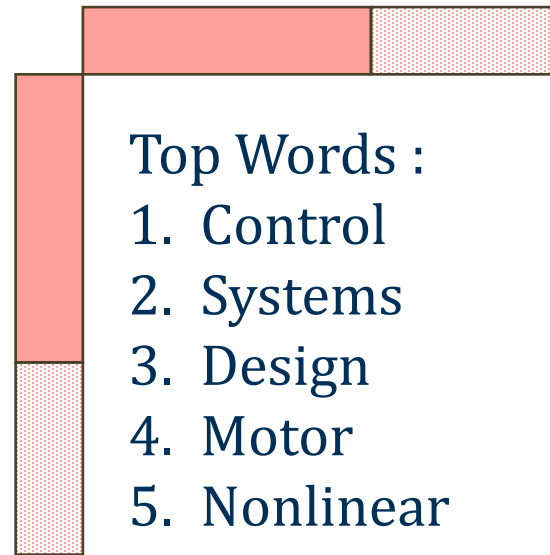 Top Words :
1. Control
2. Systems
3. Design
4. Motor
5. Nonlinear